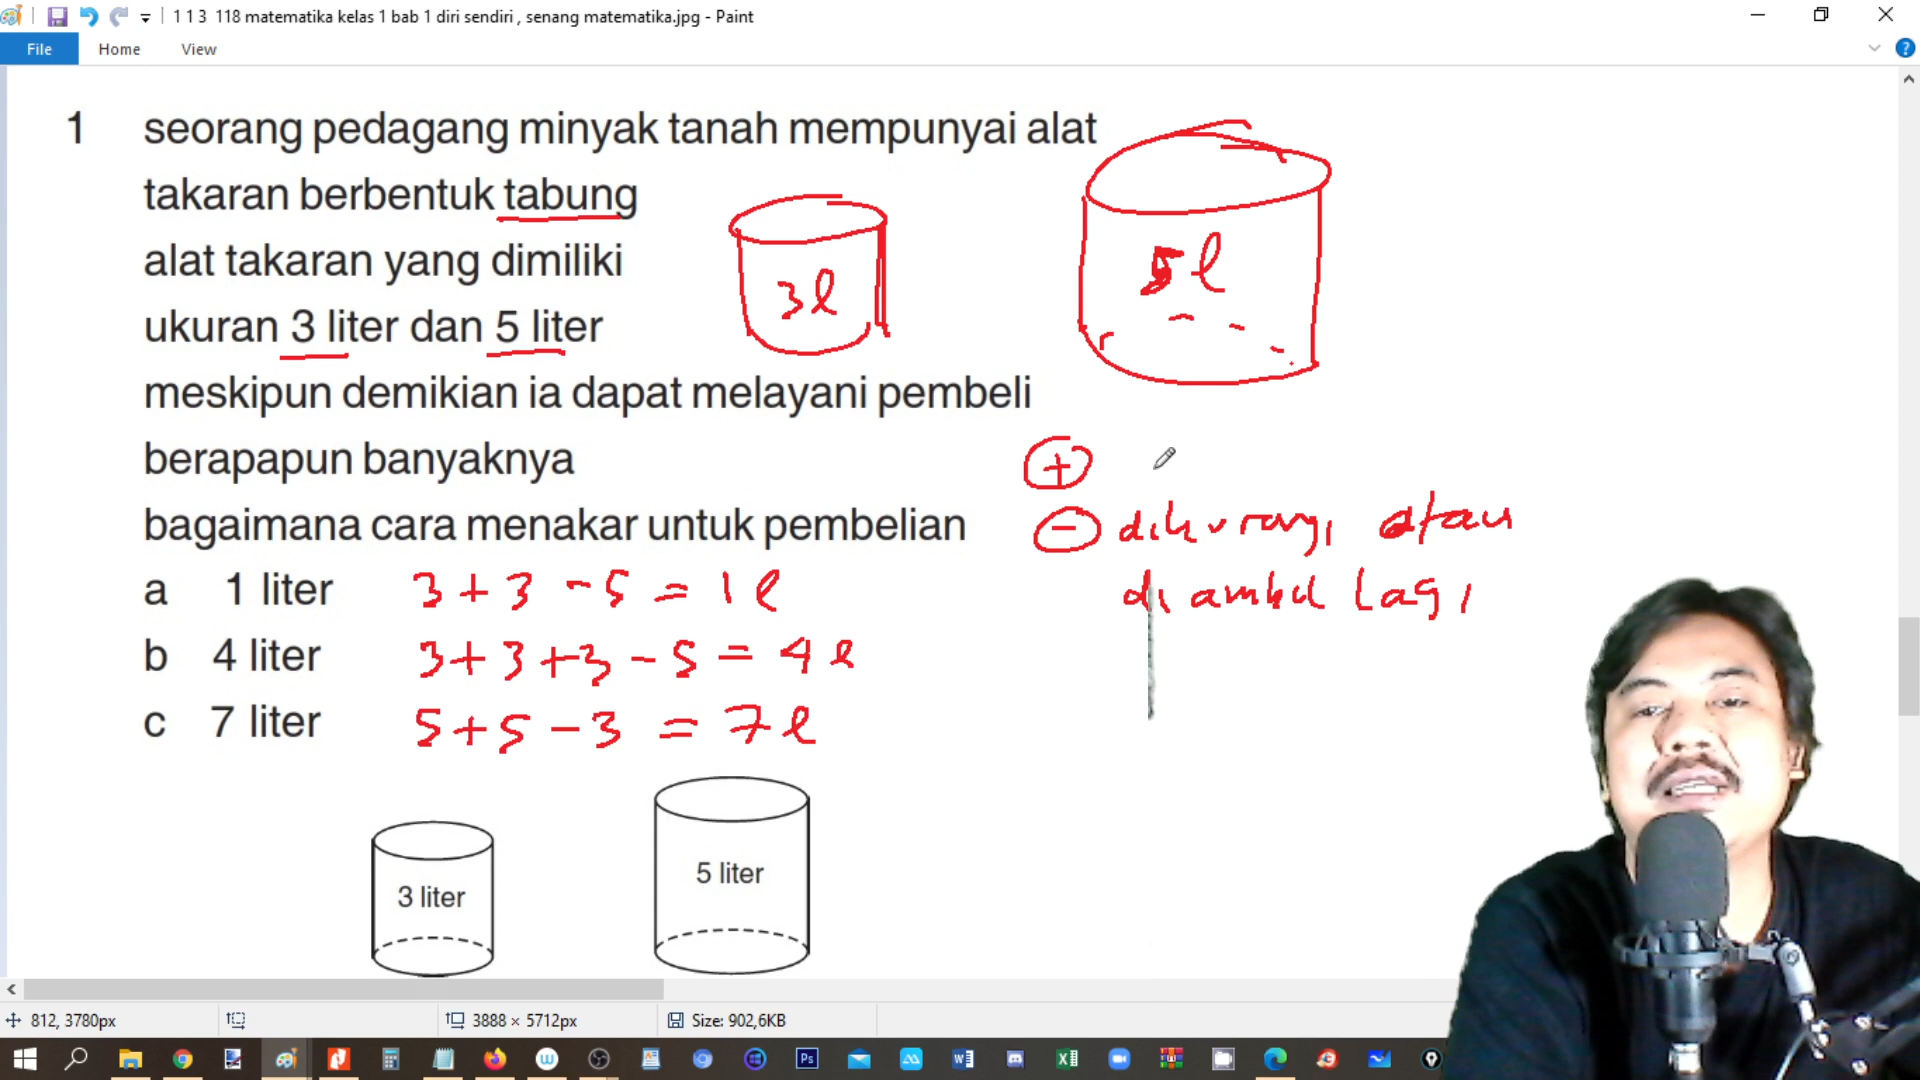 1 1 3 118 matematika kelas 1 bab 1 diri sendiri , senang matematika.jpg - Paint
File Home View
1 seorang pedagang minyak tanah mempunyai alat
takaran berbentuk tabung
alat takaran yang dimiliki
3l
5l
ukuran 3 liter dan 5 liter
meskipun demikian ia dapat melayani pembeli
berapapun banyaknya
+
bagaimana cara menakar untuk pembelian
- dikurangi atau
diambil lagi
a 1 liter 3 + 3 - 5 = 1 l
b 4 liter 3 + 3 + 3 - 5 = 4 l
c 7 liter 5 + 5 - 3 = 7 l
3 liter
5 liter
812, 3780px 3888 × 5712px Size: 902,6KB